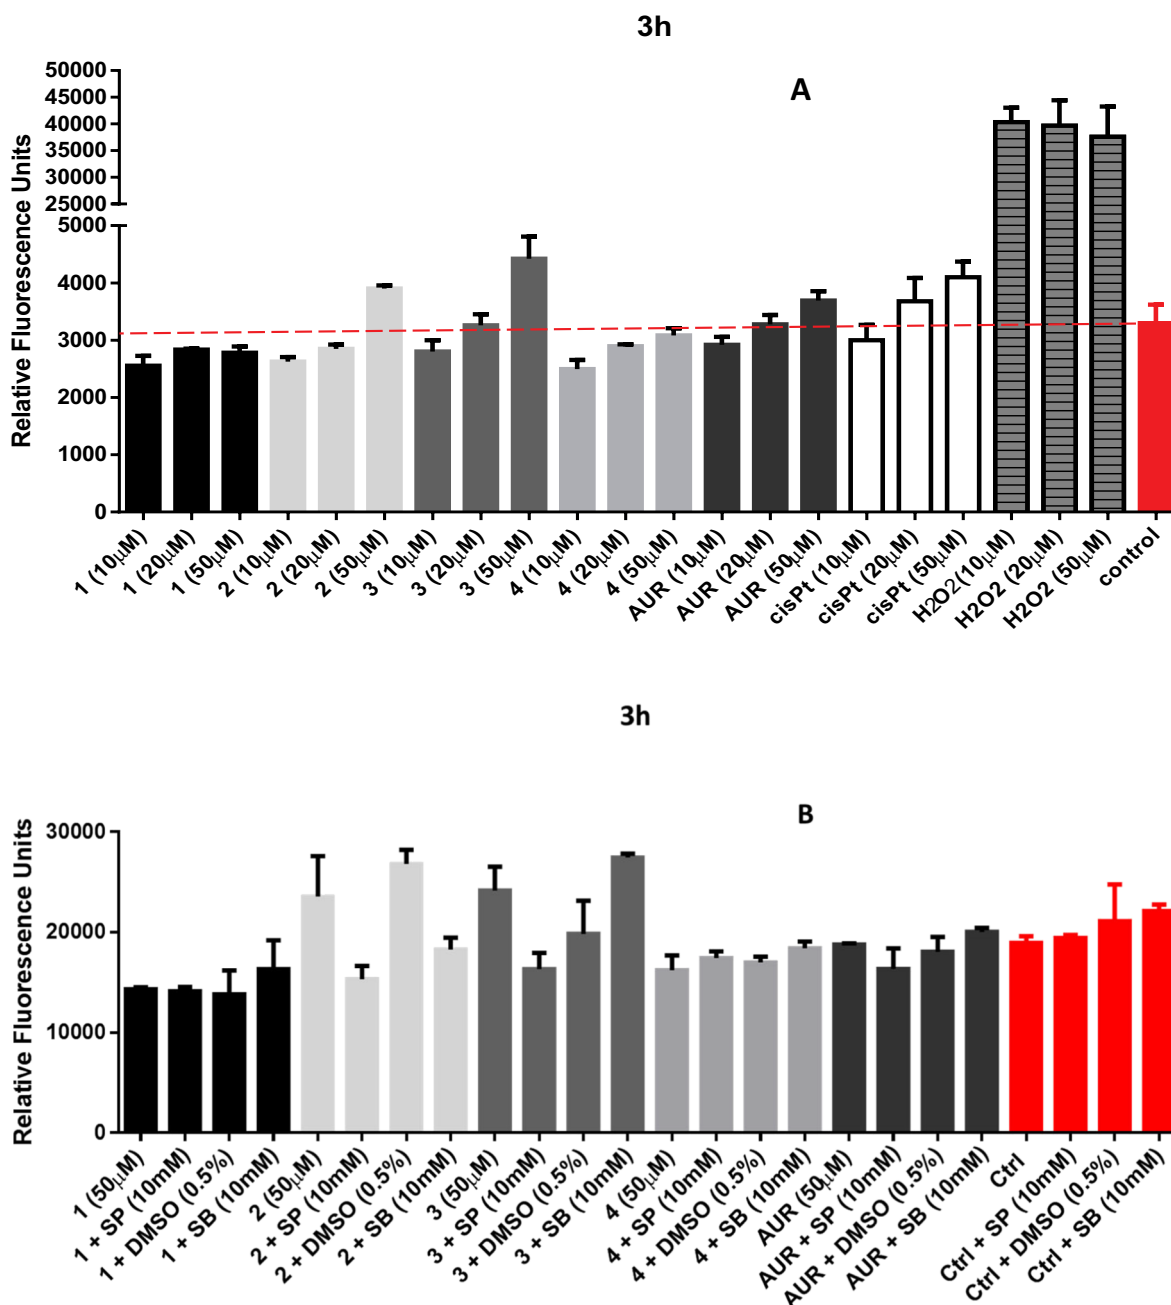 3h
A
Relative Fluorescence Units
50000
45000
40000
35000
30000
25000
5000
4000
3000
2000
1000
0
1 (10μM)
1 (20μM)
1 (50μM)
2 (10μM)
2 (20μM)
2 (50μM)
3 (10μM)
3 (20μM)
3 (50μM)
4 (10μM)
4 (20μM)
4 (50μM)
AUR (10μM)
AUR (20μM)
AUR (50μM)
cisPt (10μM)
cisPt (20μM)
cisPt (50μM)
H2O2 (10μM)
H2O2 (20μM)
H2O2 (50μM)
control
3h
B
Relative Fluorescence Units
30000
20000
10000
0
1 (50μM)
1 + SP (10mM)
1 + DMSO (0.5%)
1 + SB (10mM)
2 (50μM)
2 + SP (10mM)
2 + DMSO (0.5%)
2 + SB (10mM)
3 (50μM)
3 + SP (10mM)
3 + DMSO (0.5%)
3 + SB (10mM)
4 (50μM)
4 + SP (10mM)
4 + DMSO (0.5%)
4 + SB (10mM)
AUR (50μM)
AUR + SP (10mM)
AUR + DMSO (0.5%)
AUR + SB (10mM)
Ctrl
Ctrl + SP (10mM)
Ctrl + DMSO (0.5%)
Ctrl + SB (10mM)